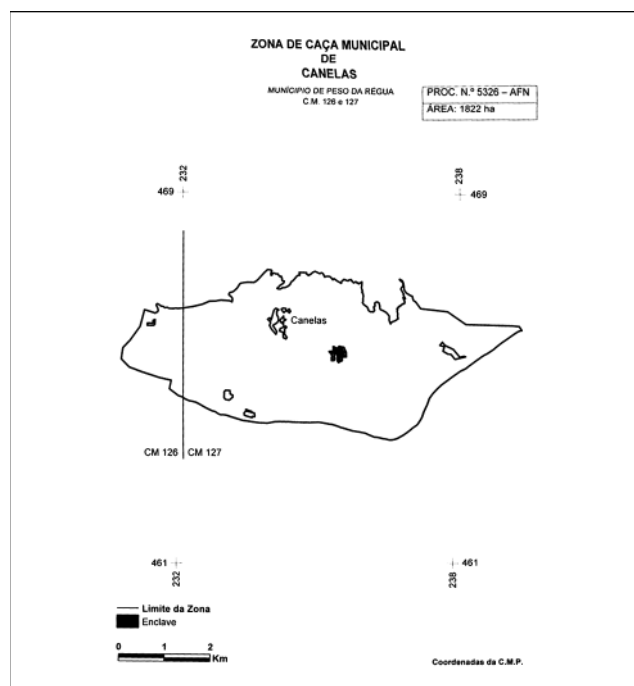 ZONA DE CAÇA MUNICIPAL
DE
CANELAS
MUNICÍPIO DE PESO DA RÉGUA
C.M. 126 e 127
PROC. N.º 5326 – AFN
ÁREA: 1822 ha
232
469
238
469
Canelas
CM 126
CM 127
461
232
461
238
Limite da Zona
Enclave
0 1 2
Km
Coordenadas da C.M.P.